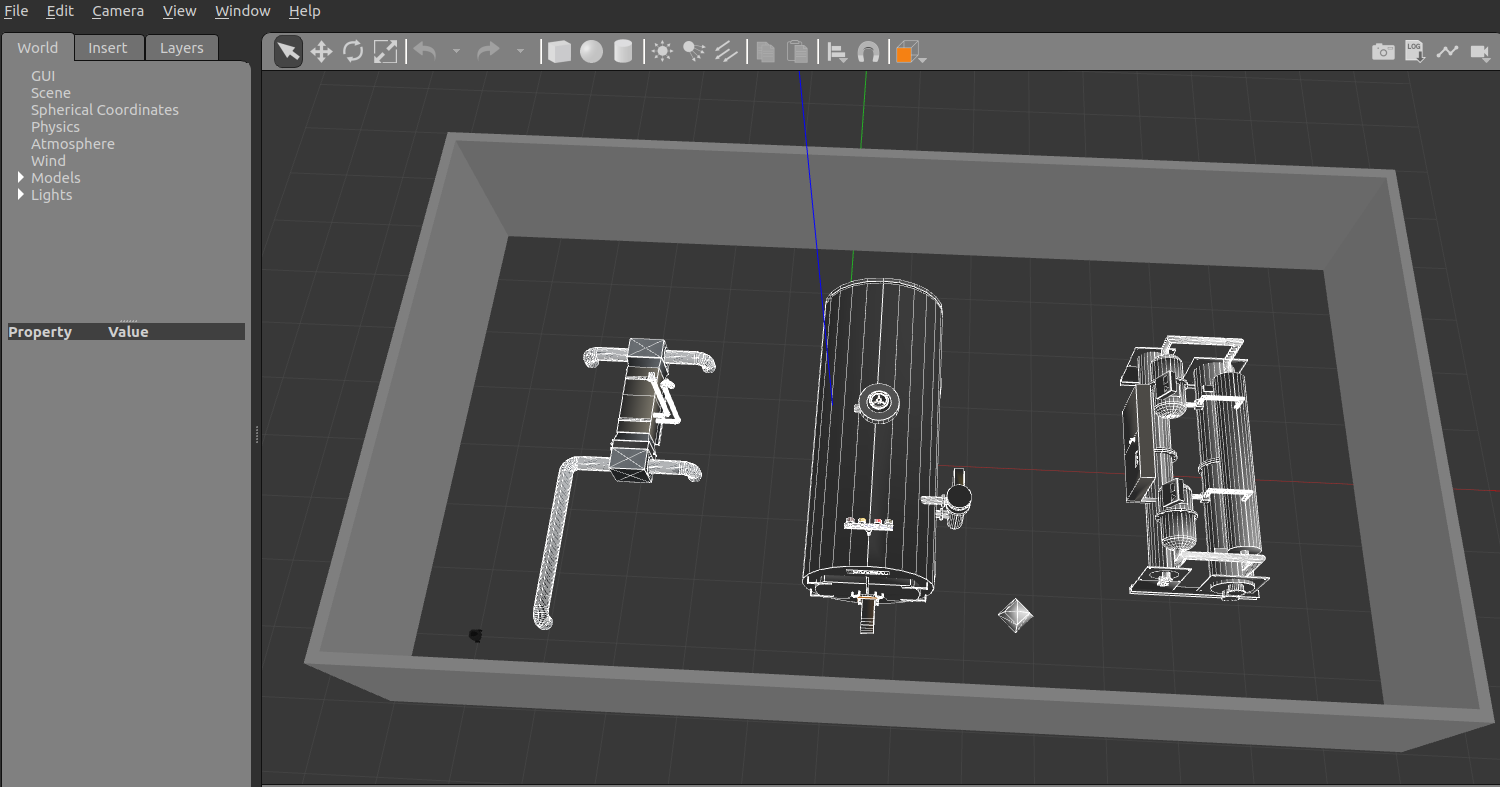 File Edit Camera View Window Help
World Insert Layers
LOG
GUI
Scene
Spherical Coordinates
Physics
Atmosphere
Wind
Models
Lights
Property Value